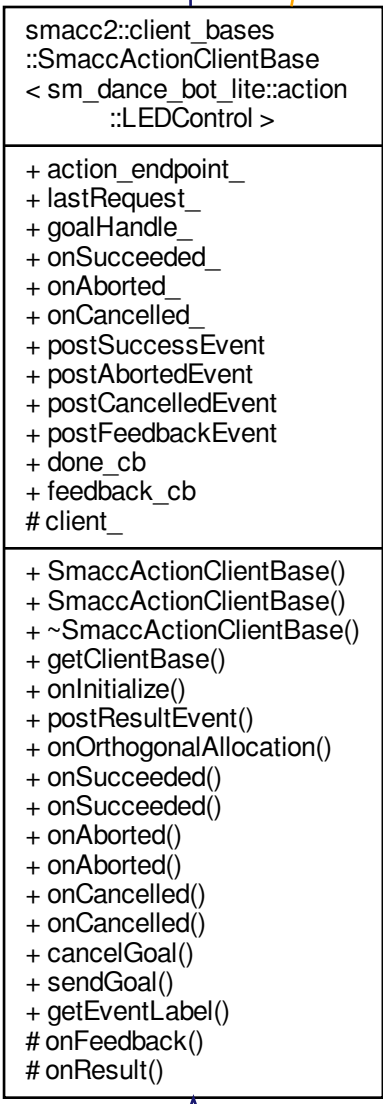 smacc2::client_bases
::SmaccActionClientBase
< sm_dance_bot_lite::action
::LEDControl >
+ action_endpoint_
+ lastRequest_
+ goalHandle_
+ onSucceeded_
+ onAborted_
+ onCancelled_
+ postSuccessEvent
+ postAbortedEvent
+ postCancelledEvent
+ postFeedbackEvent
+ done_cb
+ feedback_cb
# client_
+ SmaccActionClientBase()
+ SmaccActionClientBase()
+ ~SmaccActionClientBase()
+ getClientBase()
+ onInitialize()
+ postResultEvent()
+ onOrthogonalAllocation()
+ onSucceeded()
+ onSucceeded()
+ onAborted()
+ onAborted()
+ onCancelled()
+ onCancelled()
+ cancelGoal()
+ sendGoal()
+ getEventLabel()
# onFeedback()
# onResult()